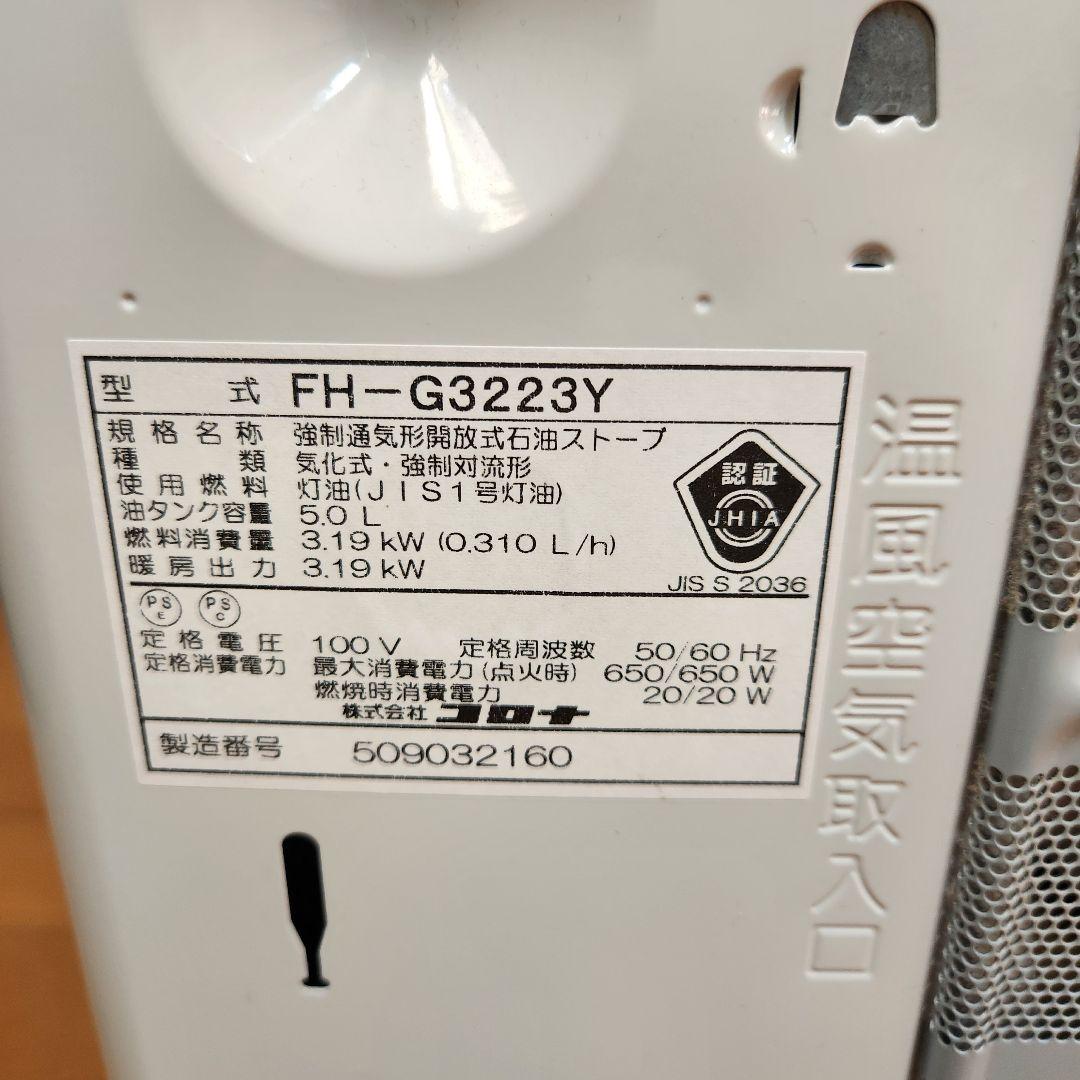 型式 FH-G3223Y
規格名称 強制通気形開放式石油ストーブ
種類 気化式・強制対流形
使用燃料 灯油(JIS1号灯油)
油タンク容量 5.0 L
燃料消費量 3.19 kW (0.310 L/h)
暖房出力 3.19 kW
認証
JHIA
JIS S 2036
PS E PS C
定格電圧 100 V 定格周波数 50/60 Hz
定格消費電力 最大消費電力(点火時) 650/650 W
燃焼時消費電力 20/20 W
株式会社 コロナ
製造番号 509032160
温風空気取入口